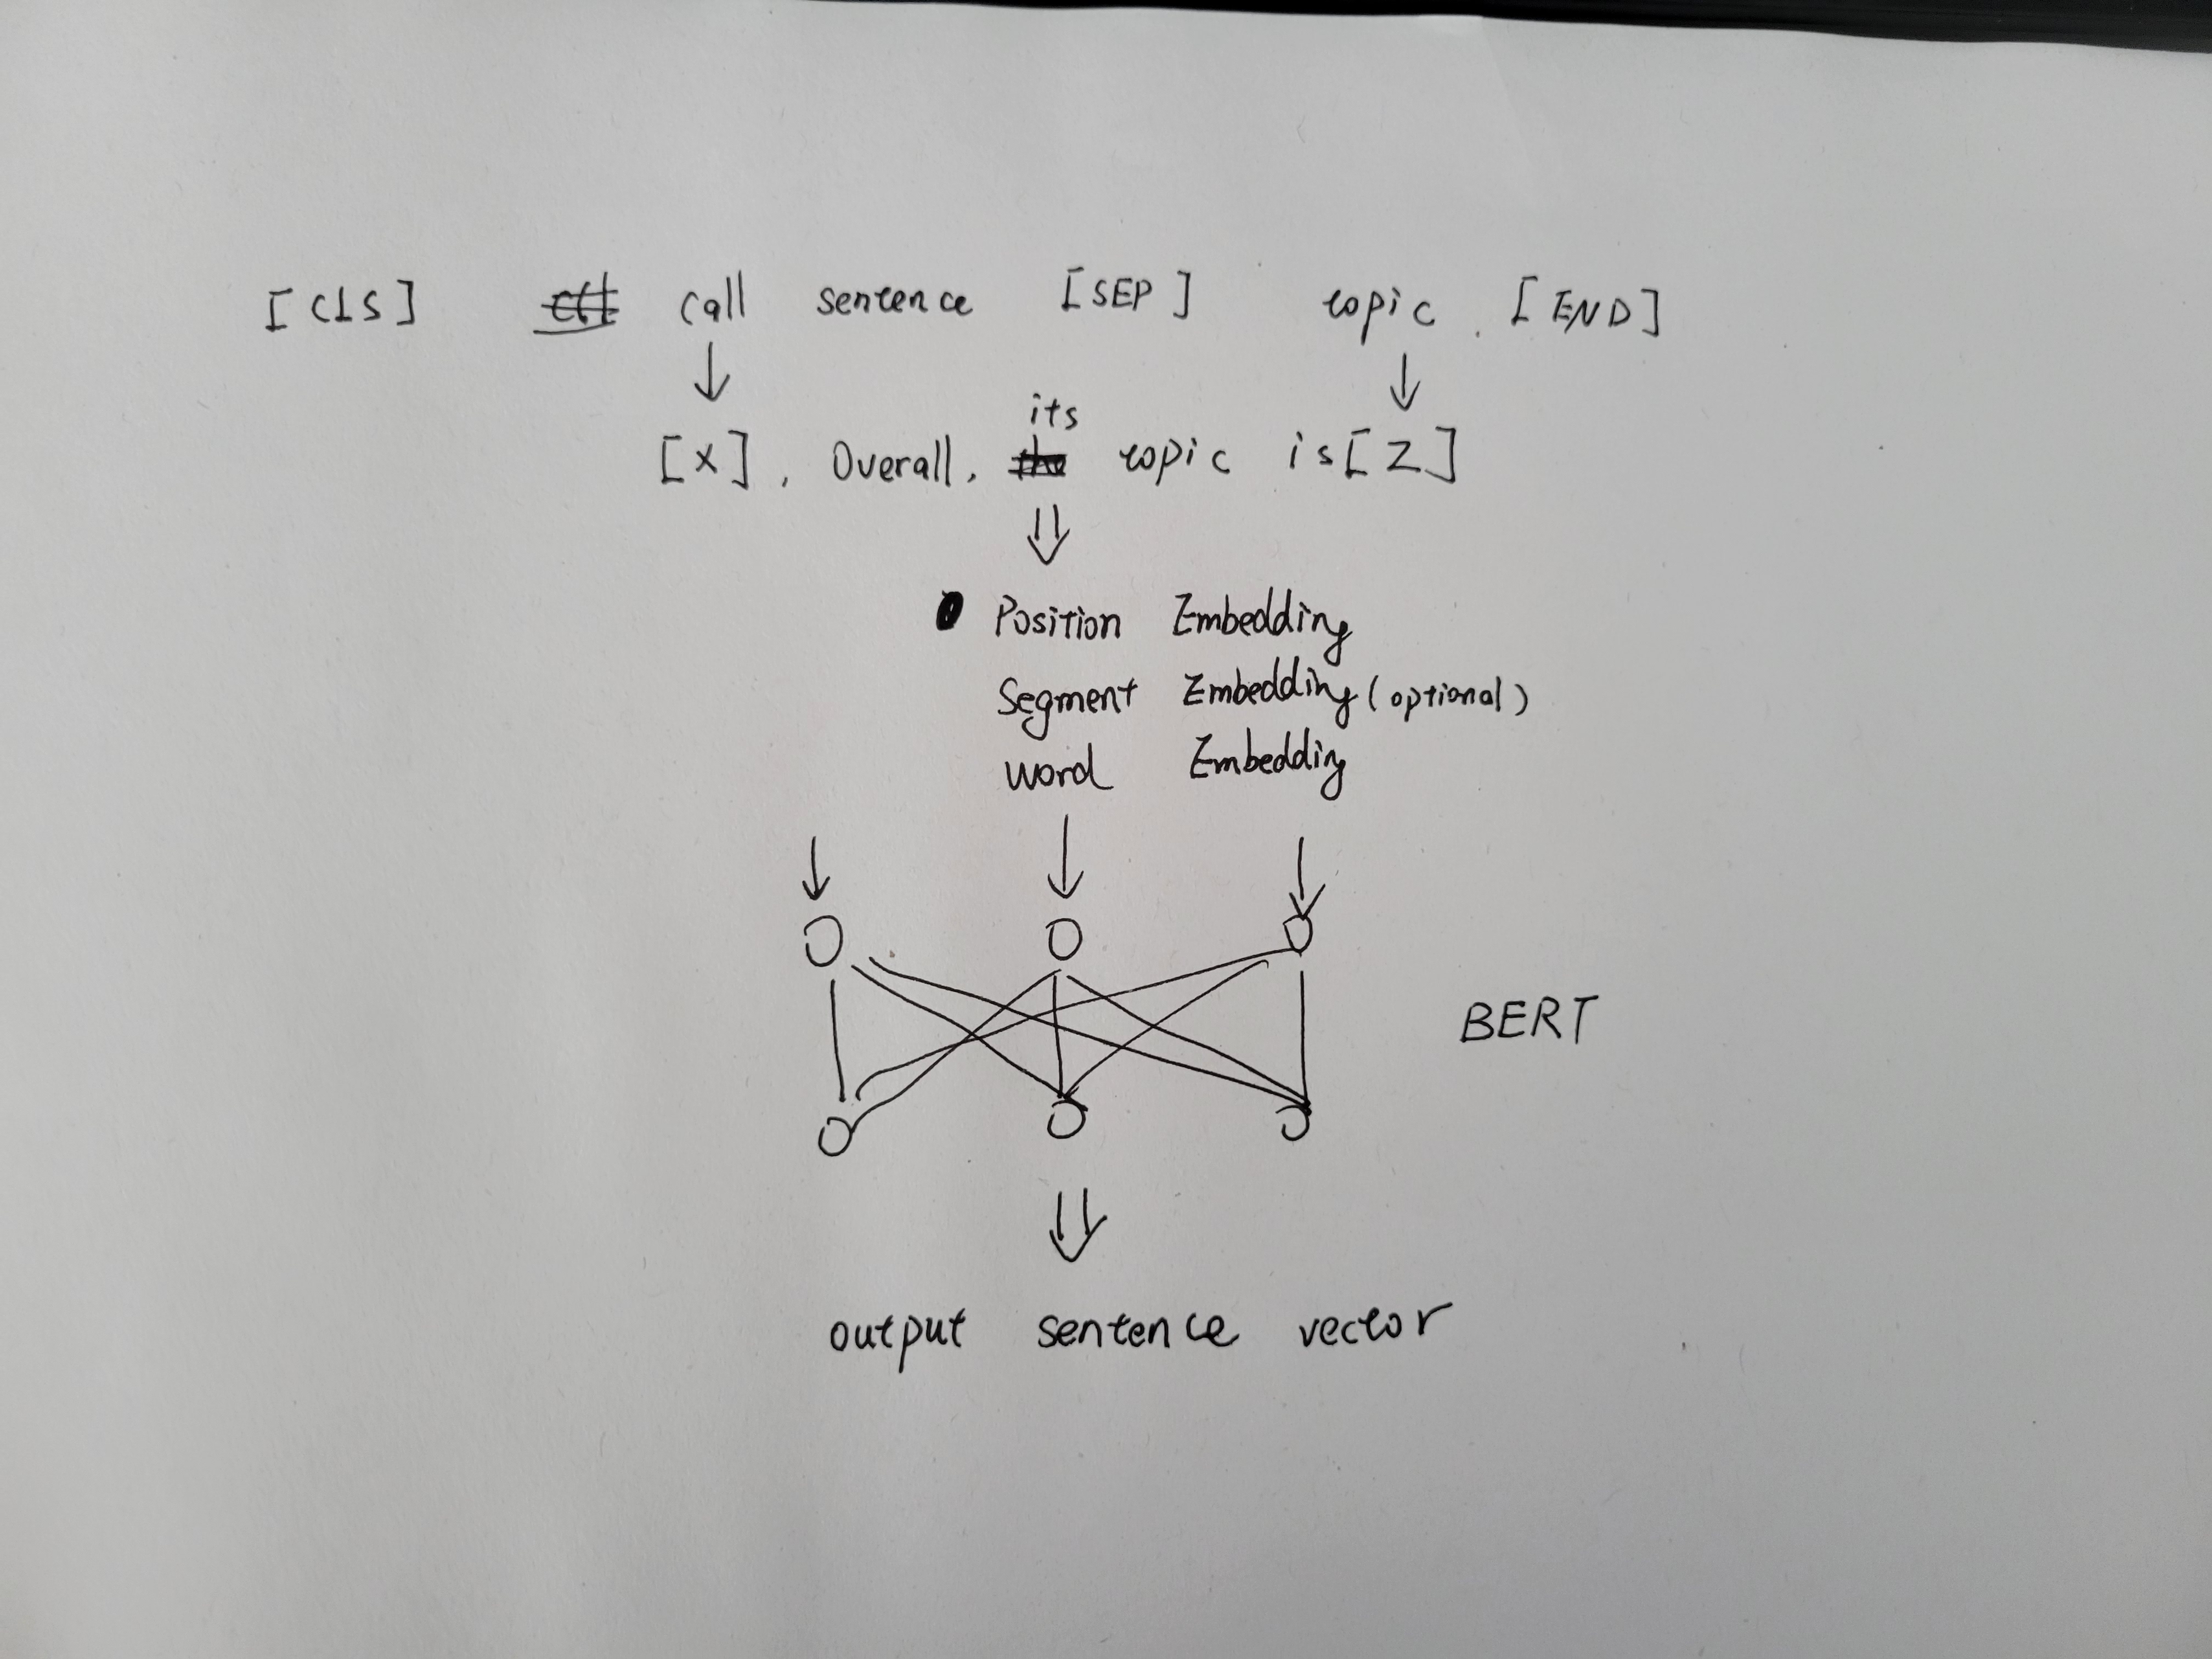 [CLS] call sentence [SEP] topic. [END]
↓ ↓
its
[X], Overall, topic is [Z]
⇓
Position Embedding
Segment Embedding (optional)
word Embedding
↓ ↓ ↓
BERT
⇓
output sentence vector